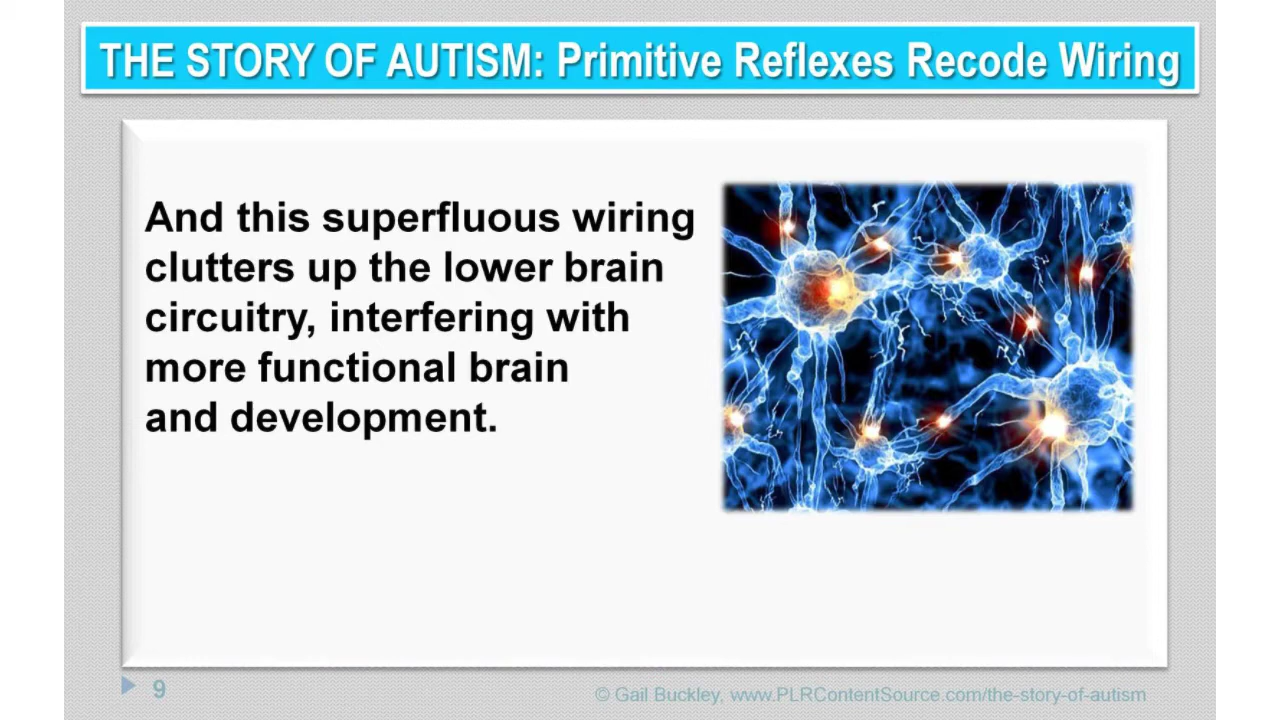 THE STORY OF AUTISM: Primitive Reflexes Recode Wiring
And this superfluous wiring
clutters up the lower brain
circuitry, interfering with
more functional brain
and development.
9
© Gail Buckley, www.PLRContentSource.com/the-story-of-autism